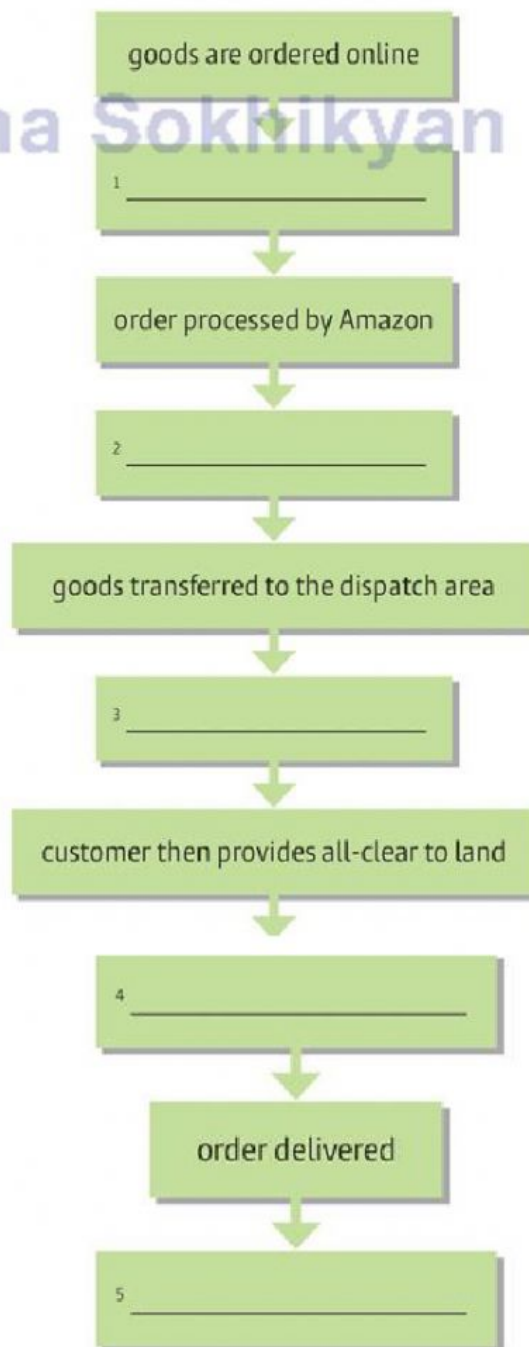 goods are ordered online
na Sokhikyan
1
order processed by Amazon
2
goods transferred to the dispatch area
3
customer then provides all-clear to land
4
order delivered
5